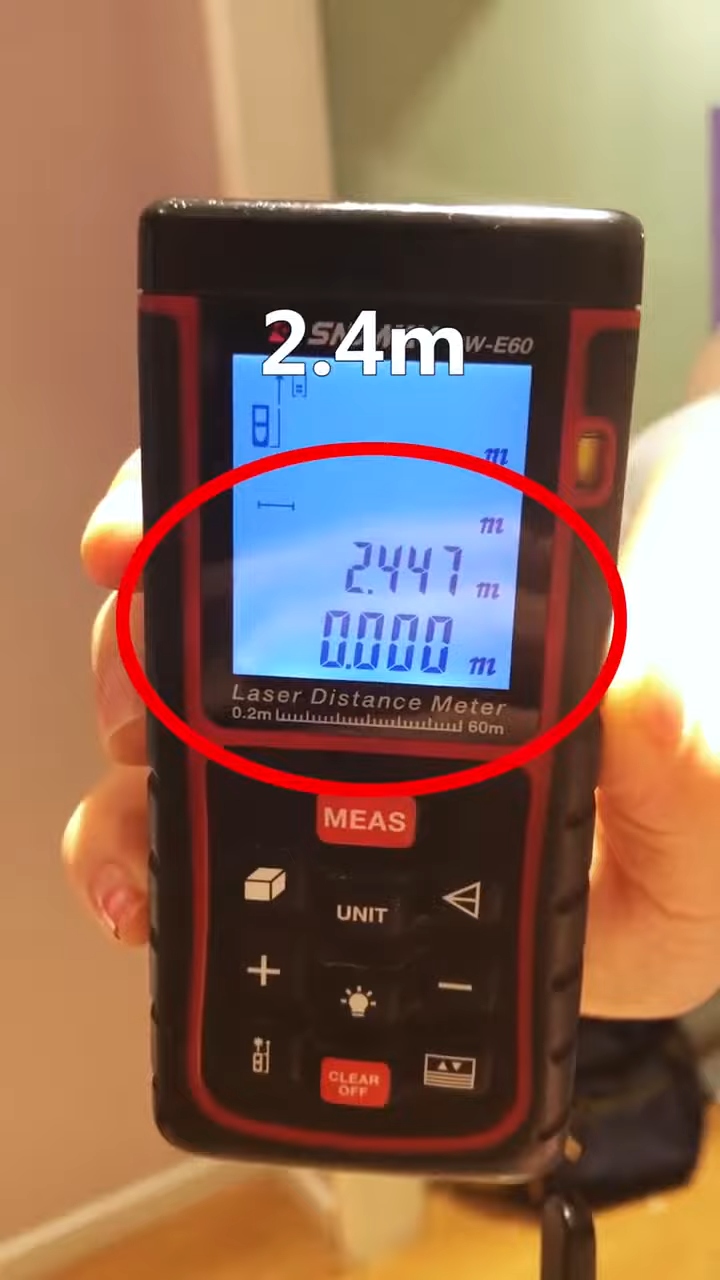 2.4m
W-E60
m
m
2.447 m
0.000 m
Laser Distance Meter
0.2m 60m
MEAS
UNIT
CLEAR
OFF